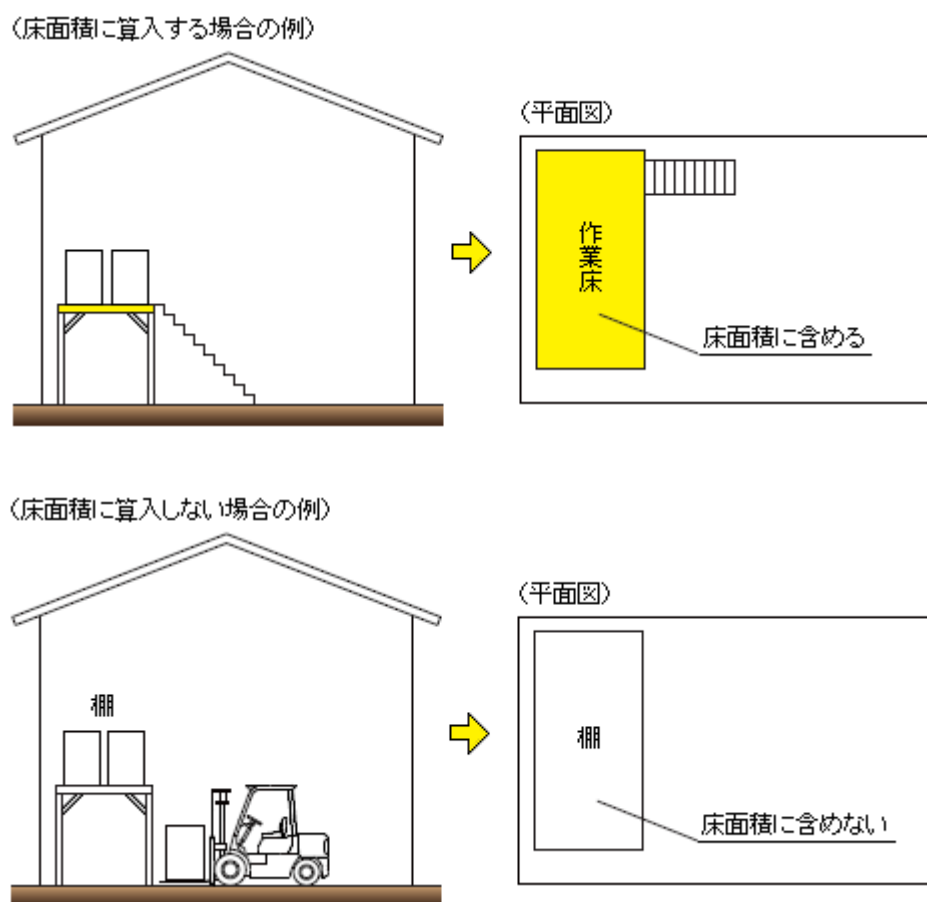 （床面積に算入する場合の例）
（平面図）
作業床
床面積に含める
（床面積に算入しない場合の例）
（平面図）
棚
棚
床面積に含めない